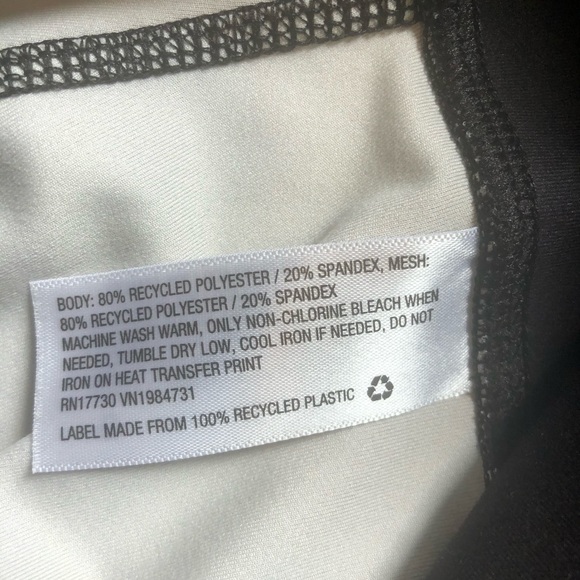 BODY: 80% RECYCLED POLYESTER / 20% SPANDEX, MESH:
80% RECYCLED POLYESTER / 20% SPANDEX
MACHINE WASH WARM, ONLY NON-CHLORINE BLEACH WHEN
NEEDED, TUMBLE DRY LOW, COOL IRON IF NEEDED, DO NOT
IRON ON HEAT TRANSFER PRINT
RN17730 VN1984731
LABEL MADE FROM 100% RECYCLED PLASTIC